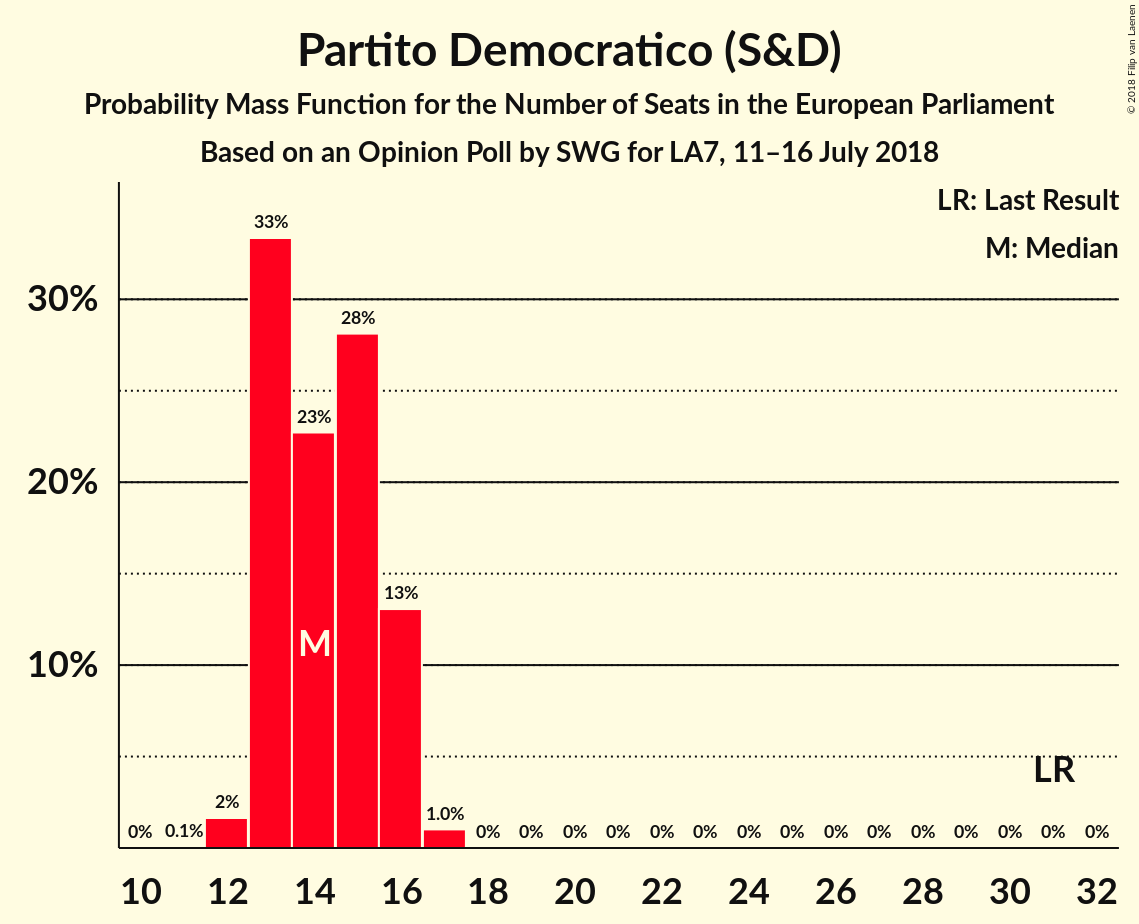 Partito Democratico (S&D)
Probability Mass Function for the Number of Seats in the European Parliament
Based on an Opinion Poll by SWG for LA7, 11–16 July 2018
© 2018 Filip van Laenen
LR: Last Result
M: Median
33%
30%
28%
23%
20%
13%
M
10%
LR
0% 0.1% 2% 1.0% 0% 0% 0% 0% 0% 0% 0% 0% 0% 0% 0% 0% 0% 0% 0%
10 12 14 16 18 20 22 24 26 28 30 32